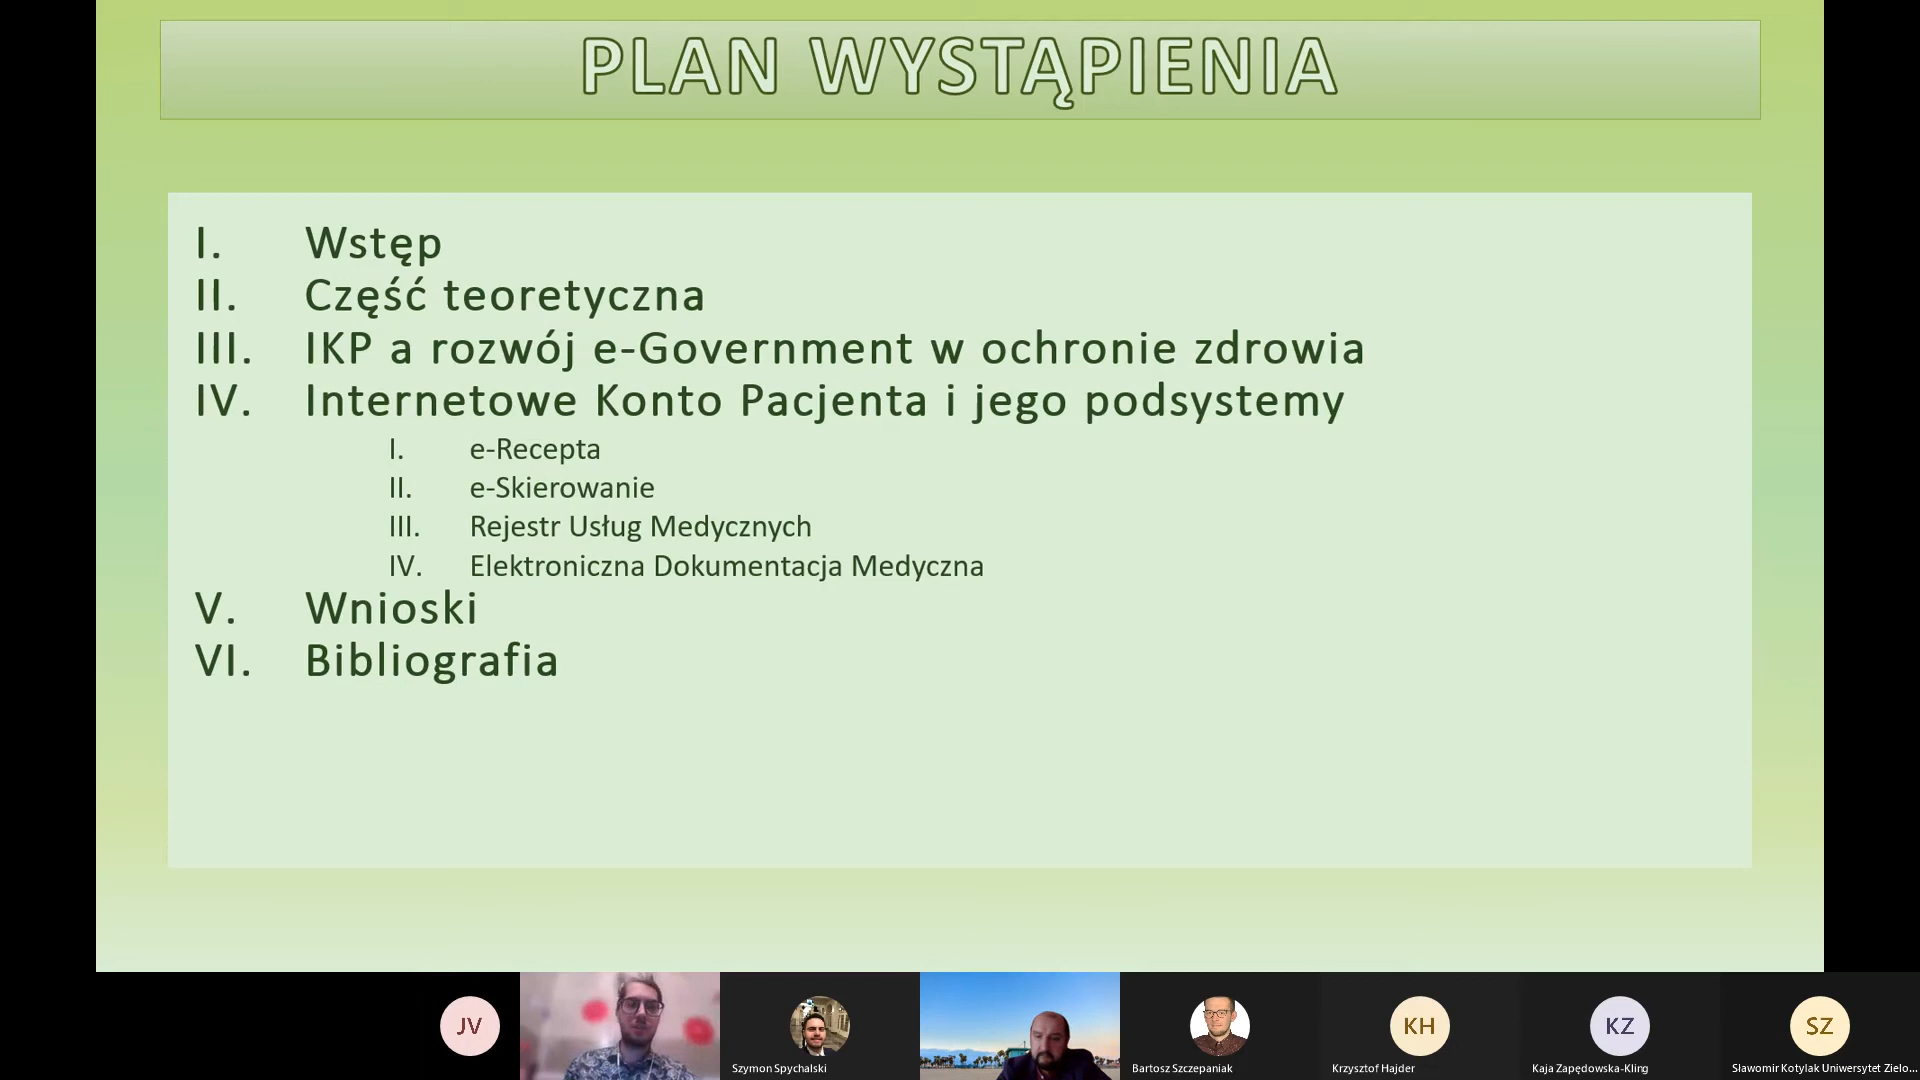 PLAN WYSTĄPIENIA
I. Wstęp
II. Część teoretyczna
III. IKP a rozwój e-Government w ochronie zdrowia
IV. Internetowe Konto Pacjenta i jego podsystemy
I. e-Recepta
II. e-Skierowanie
III. Rejestr Usług Medycznych
IV. Elektroniczna Dokumentacja Medyczna
V. Wnioski
VI. Bibliografia
JV
KH
KZ
SZ
Szymon Spychalski
Bartosz Szczepaniak
Krzysztof Hajder
Kaja Zapędowska-Kling
Sławomir Kotylak Uniwersytet Zielo...